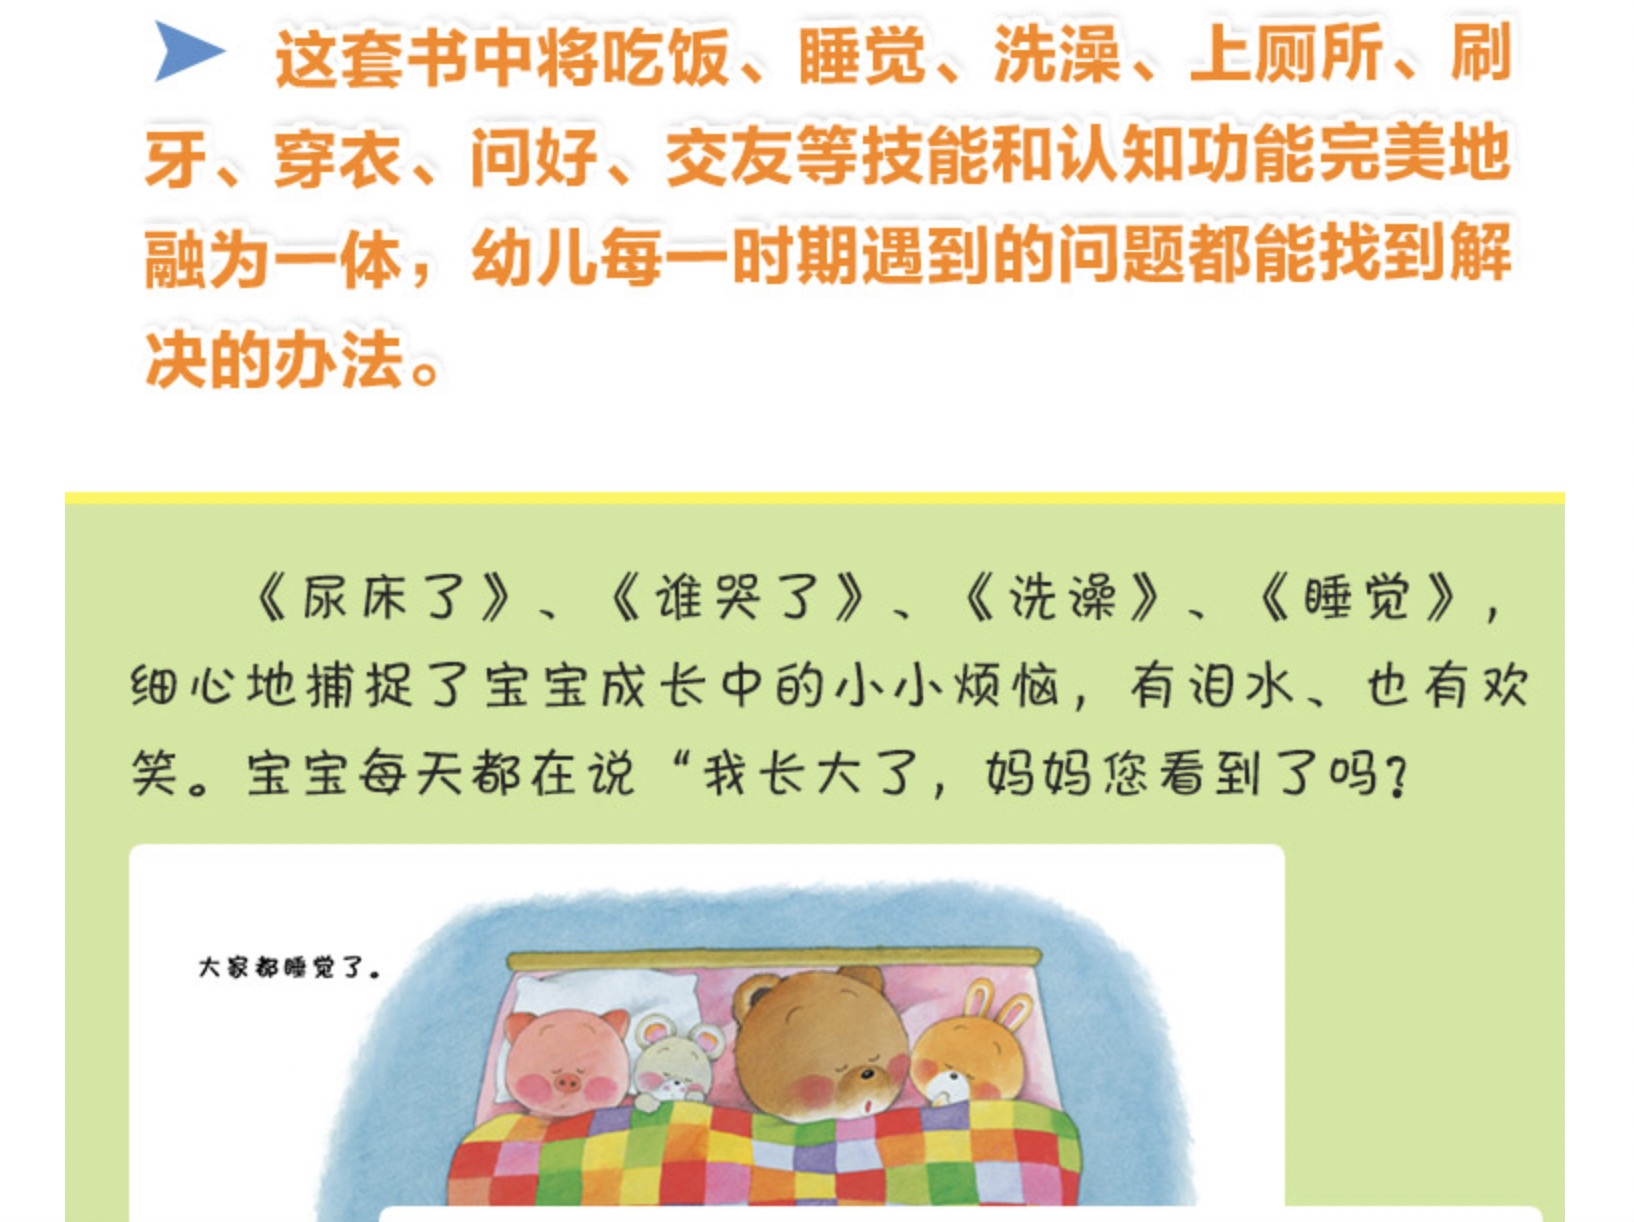 这套书中将吃饭、睡觉、洗澡、上厕所、刷
牙、穿衣、问好、交友等技能和认知功能完美地
融为一体，幼儿每一时期遇到的问题都能找到解
决的办法。
《尿床了》、《谁哭了》、《洗澡》、《睡觉》，
细心地捕捉了宝宝成长中的小小烦恼，有泪水、也有欢
笑。宝宝每天都在说“我长大了，妈妈您看到了吗？
大家都睡觉了。